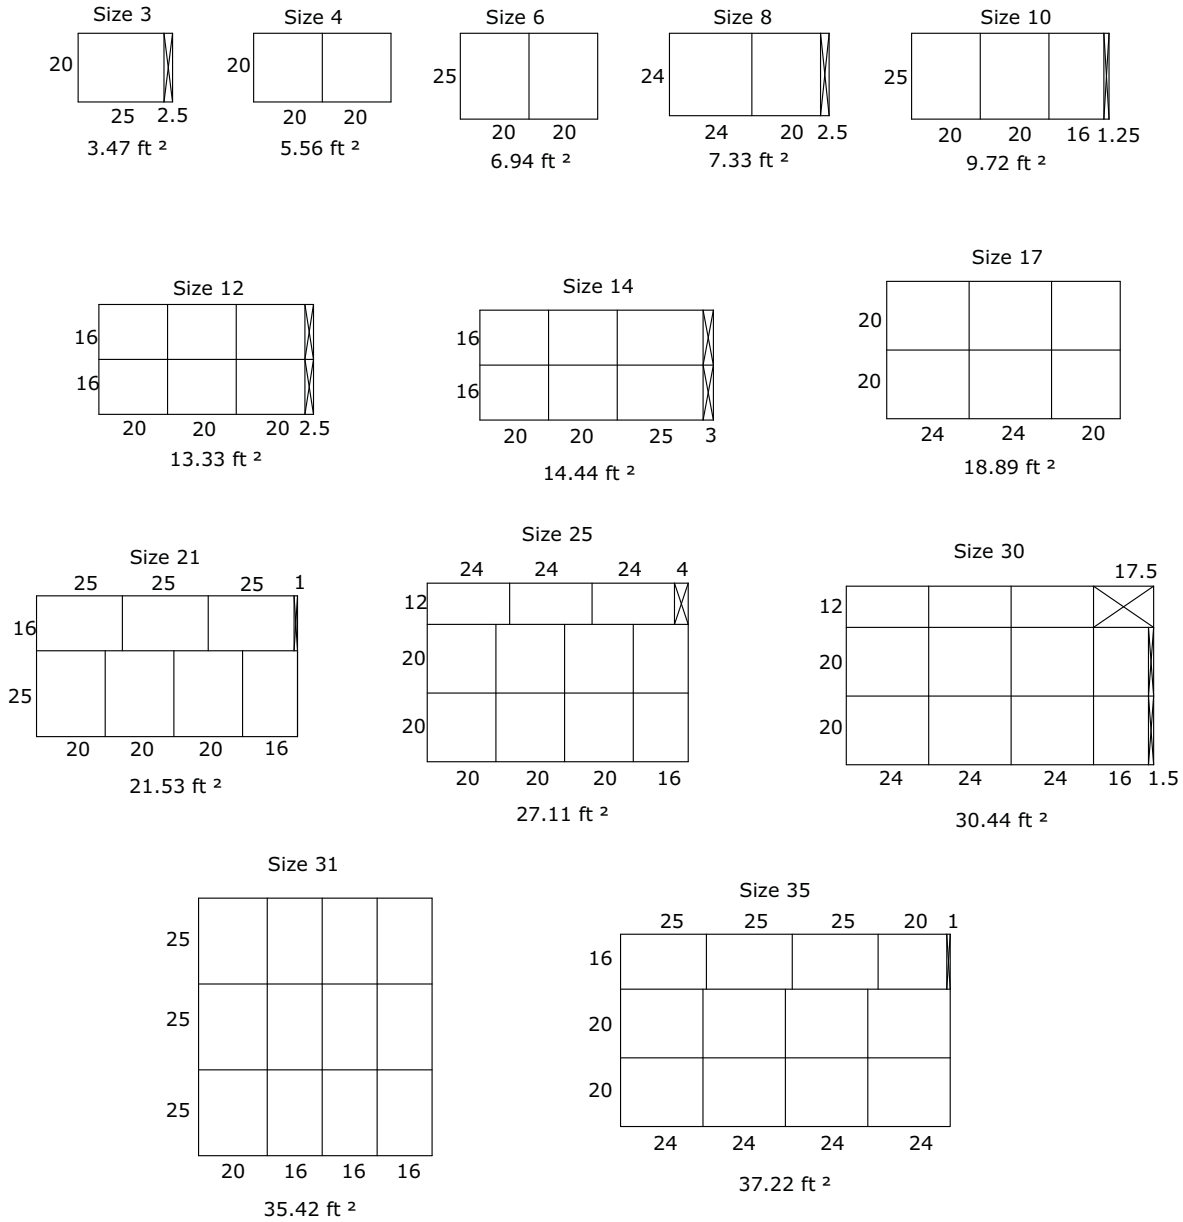 Size 3
20
25 2.5
3.47 ft ²
Size 4
20
20 20
5.56 ft ²
Size 6
25
20 20
6.94 ft ²
Size 8
24
24 20 2.5
7.33 ft ²
Size 10
25
20 20 16 1.25
9.72 ft ²
Size 12
16
16
20 20 20 2.5
13.33 ft ²
Size 14
16
16
20 20 25 3
14.44 ft ²
Size 17
20
20
24 24 20
18.89 ft ²
Size 21
25 25 25 1
16
25
20 20 20 16
21.53 ft ²
Size 25
24 24 24 4
12
20
20
20 20 20 16
27.11 ft ²
Size 30
17.5
12
20
20
24 24 24 16 1.5
30.44 ft ²
Size 31
25
25
25
20 16 16 16
35.42 ft ²
Size 35
25 25 25 20 1
16
20
20
24 24 24 24
37.22 ft ²